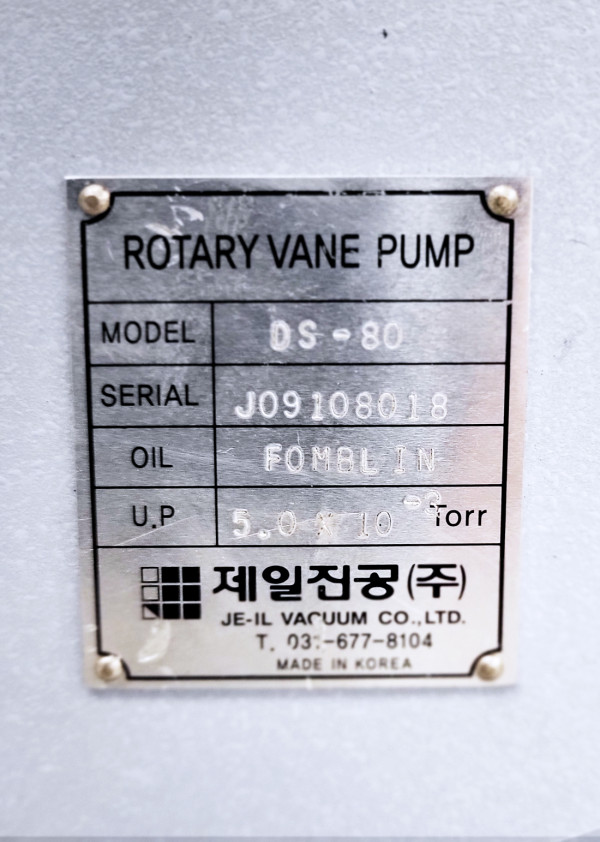 ROTARY VANE PUMP
MODEL DS-80
SERIAL J09108018
OIL FOMBLIN
U.P 5.0 X 10 Torr
제일진공(주)
JE-IL VACUUM CO.,LTD.
T. -677-8104
MADE IN KOREA